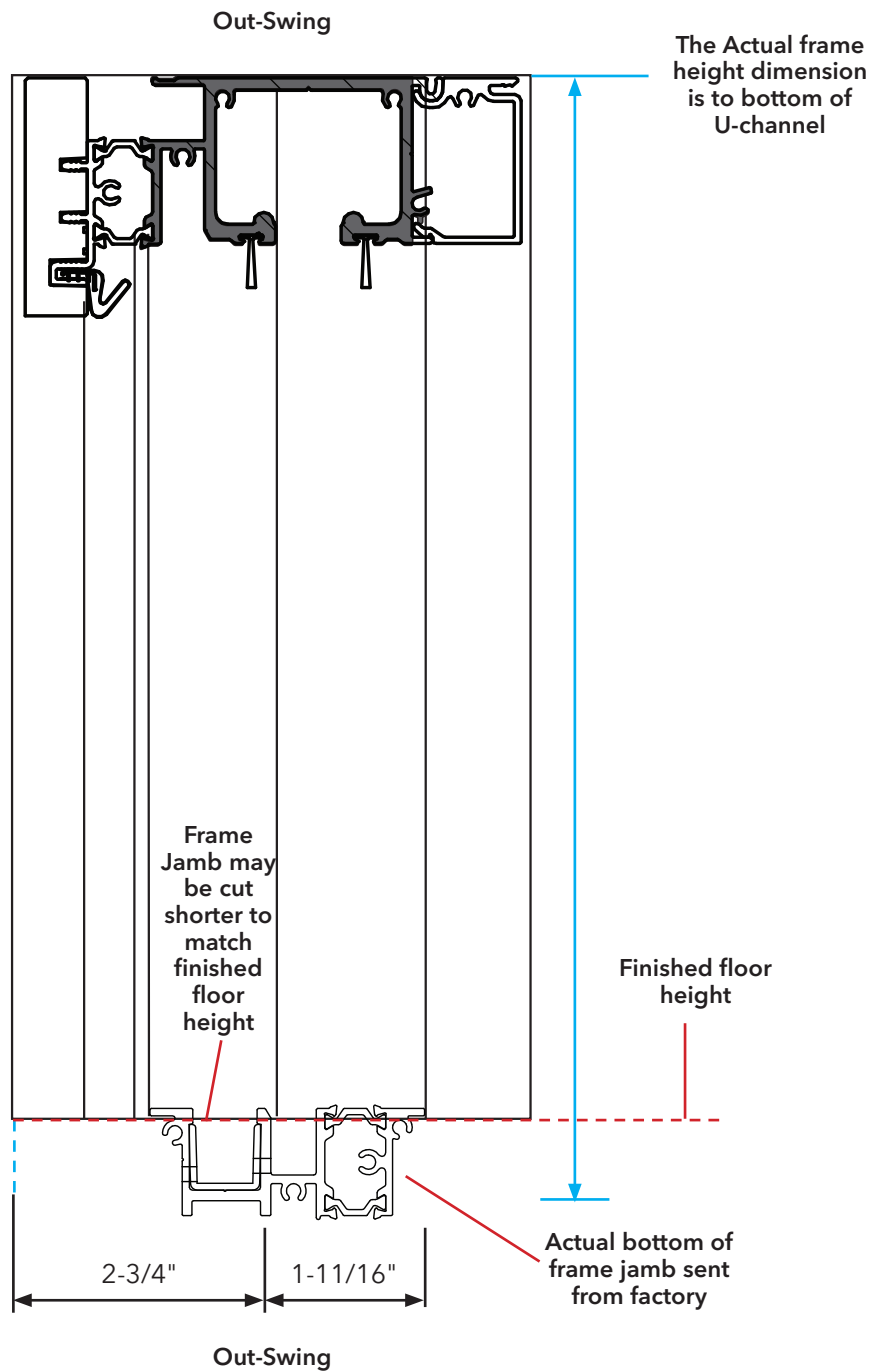 Out-Swing
The Actual frame
height dimension
is to bottom of
U-channel
Frame
Jamb may
be cut
shorter to
match
finished
floor
height
Finished floor
height
2-3/4"
1-11/16"
Actual bottom of
frame jamb sent
from factory
Out-Swing